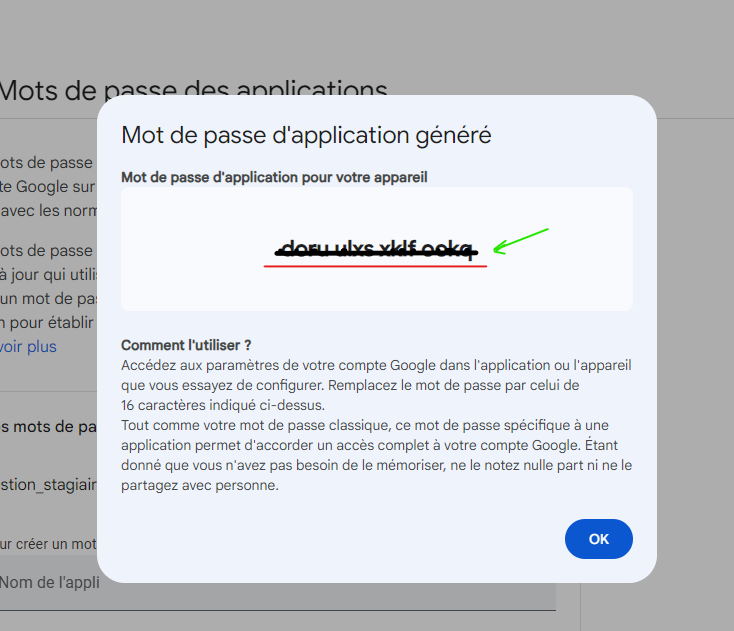 Mots de passe des applications
ots de passe
te Google sur
avec les norm
ots de passe
à jour qui utili
un mot de pas
n pour établir
voir plus
s mots de pa
stion_stagiair
ur créer un mot
Nom de l'appli
Mot de passe d'application généré
Mot de passe d'application pour votre appareil
Comment l'utiliser ?
Accédez aux paramètres de votre compte Google dans l'application ou l'appareil
que vous essayez de configurer. Remplacez le mot de passe par celui de
16 caractères indiqué ci-dessus.
Tout comme votre mot de passe classique, ce mot de passe spécifique à une
application permet d'accorder un accès complet à votre compte Google. Étant
donné que vous n'avez pas besoin de le mémoriser, ne le notez nulle part ni ne le
partagez avec personne.
OK